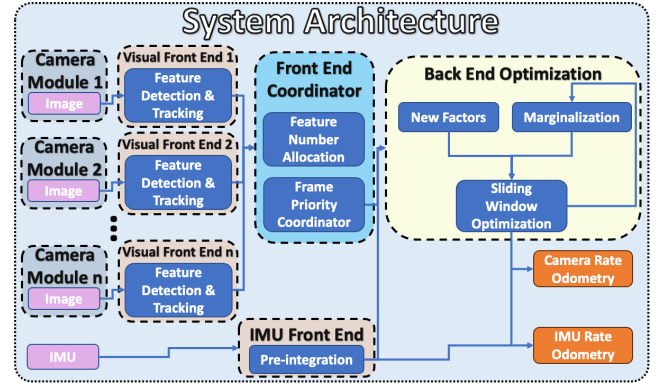 System Architecture
Camera
Module 1
Image
Visual Front End 1
Feature
Detection &
Tracking
Camera
Module 2
Image
Visual Front End 2
Feature
Detection &
Tracking
Camera
Module n
Image
Visual Front End n
Feature
Detection &
Tracking
IMU
IMU Front End
Pre-integration
Front End
Coordinator
Feature
Number
Allocation
Frame
Priority
Coordinator
Back End Optimization
New Factors
Marginalization
Sliding
Window
Optimization
Camera Rate
Odometry
IMU Rate
Odometry